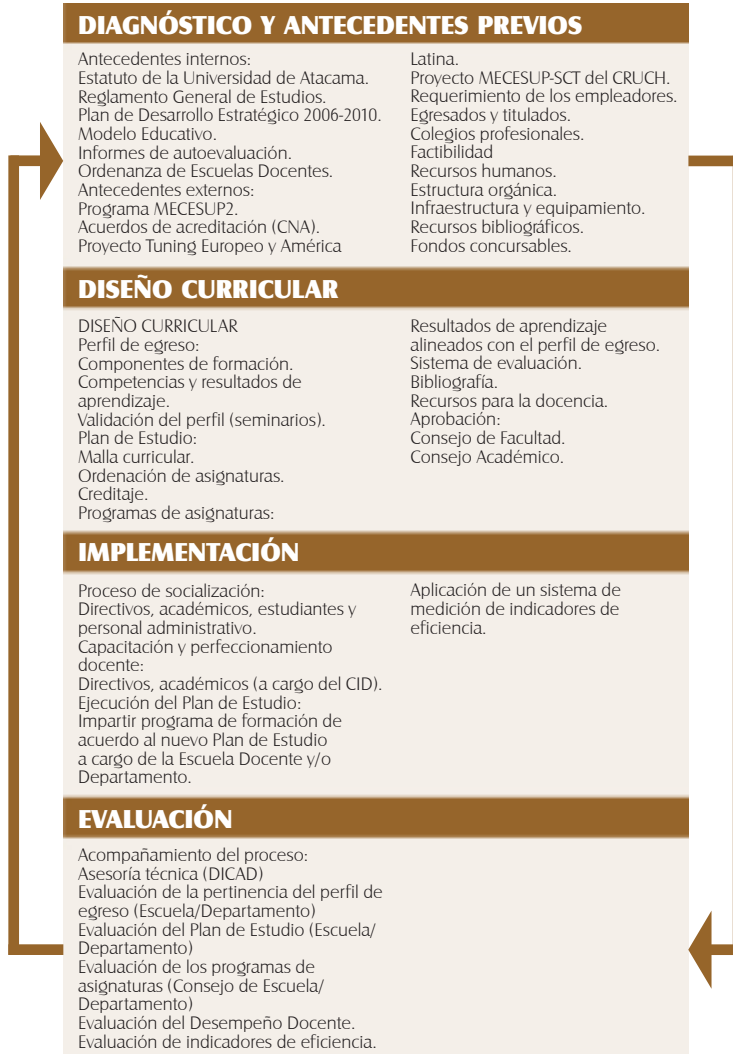 DIAGNÓSTICO Y ANTECEDENTES PREVIOS
Antecedentes internos:
Estatuto de la Universidad de Atacama.
Reglamento General de Estudios.
Plan de Desarrollo Estratégico 2006-2010.
Modelo Educativo.
Informes de autoevaluación.
Ordenanza de Escuelas Docentes.
Antecedentes externos:
Programa MECESUP2.
Acuerdos de acreditación (CNA).
Proyecto Tuning Europeo y América
Latina.
Proyecto MECESUP-SCT del CRUCH.
Requerimiento de los empleadores.
Egresados y titulados.
Colegios profesionales.
Factibilidad
Recursos humanos.
Estructura orgánica.
Infraestructura y equipamiento.
Recursos bibliográficos.
Fondos concursables.
DISEÑO CURRICULAR
DISEÑO CURRICULAR
Perfil de egreso:
Componentes de formación.
Competencias y resultados de
aprendizaje.
Validación del perfil (seminarios).
Plan de Estudio:
Malla curricular.
Ordenación de asignaturas.
Creditaje.
Programas de asignaturas:
Resultados de aprendizaje
alineados con el perfil de egreso.
Sistema de evaluación.
Bibliografía.
Recursos para la docencia.
Aprobación:
Consejo de Facultad.
Consejo Académico.
IMPLEMENTACIÓN
Proceso de socialización:
Directivos, académicos, estudiantes y
personal administrativo.
Capacitación y perfeccionamiento
docente:
Directivos, académicos (a cargo del CID).
Ejecución del Plan de Estudio:
Impartir programa de formación de
acuerdo al nuevo Plan de Estudio
a cargo de la Escuela Docente y/o
Departamento.
Aplicación de un sistema de
medición de indicadores de
eficiencia.
EVALUACIÓN
Acompañamiento del proceso:
Asesoría técnica (DICAD)
Evaluación de la pertinencia del perfil de
egreso (Escuela/Departamento)
Evaluación del Plan de Estudio (Escuela/
Departamento)
Evaluación de los programas de
asignaturas (Consejo de Escuela/
Departamento)
Evaluación del Desempeño Docente.
Evaluación de indicadores de eficiencia.